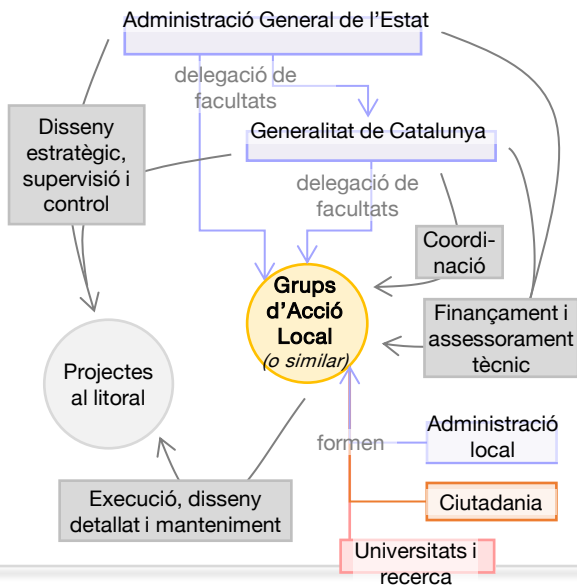 Administració General de l'Estat
delegació de
facultats
Disseny
estratègic,
supervisió i
control
Generalitat de Catalunya
delegació de
facultats
Coordi-
nació
Grups
d'Acció
Local
(o similar)
Finançament i
assessorament
tècnic
Projectes
al litoral
formen
Administració
local
Execució, disseny
detallat i manteniment
Ciutadania
Universitats i
recerca